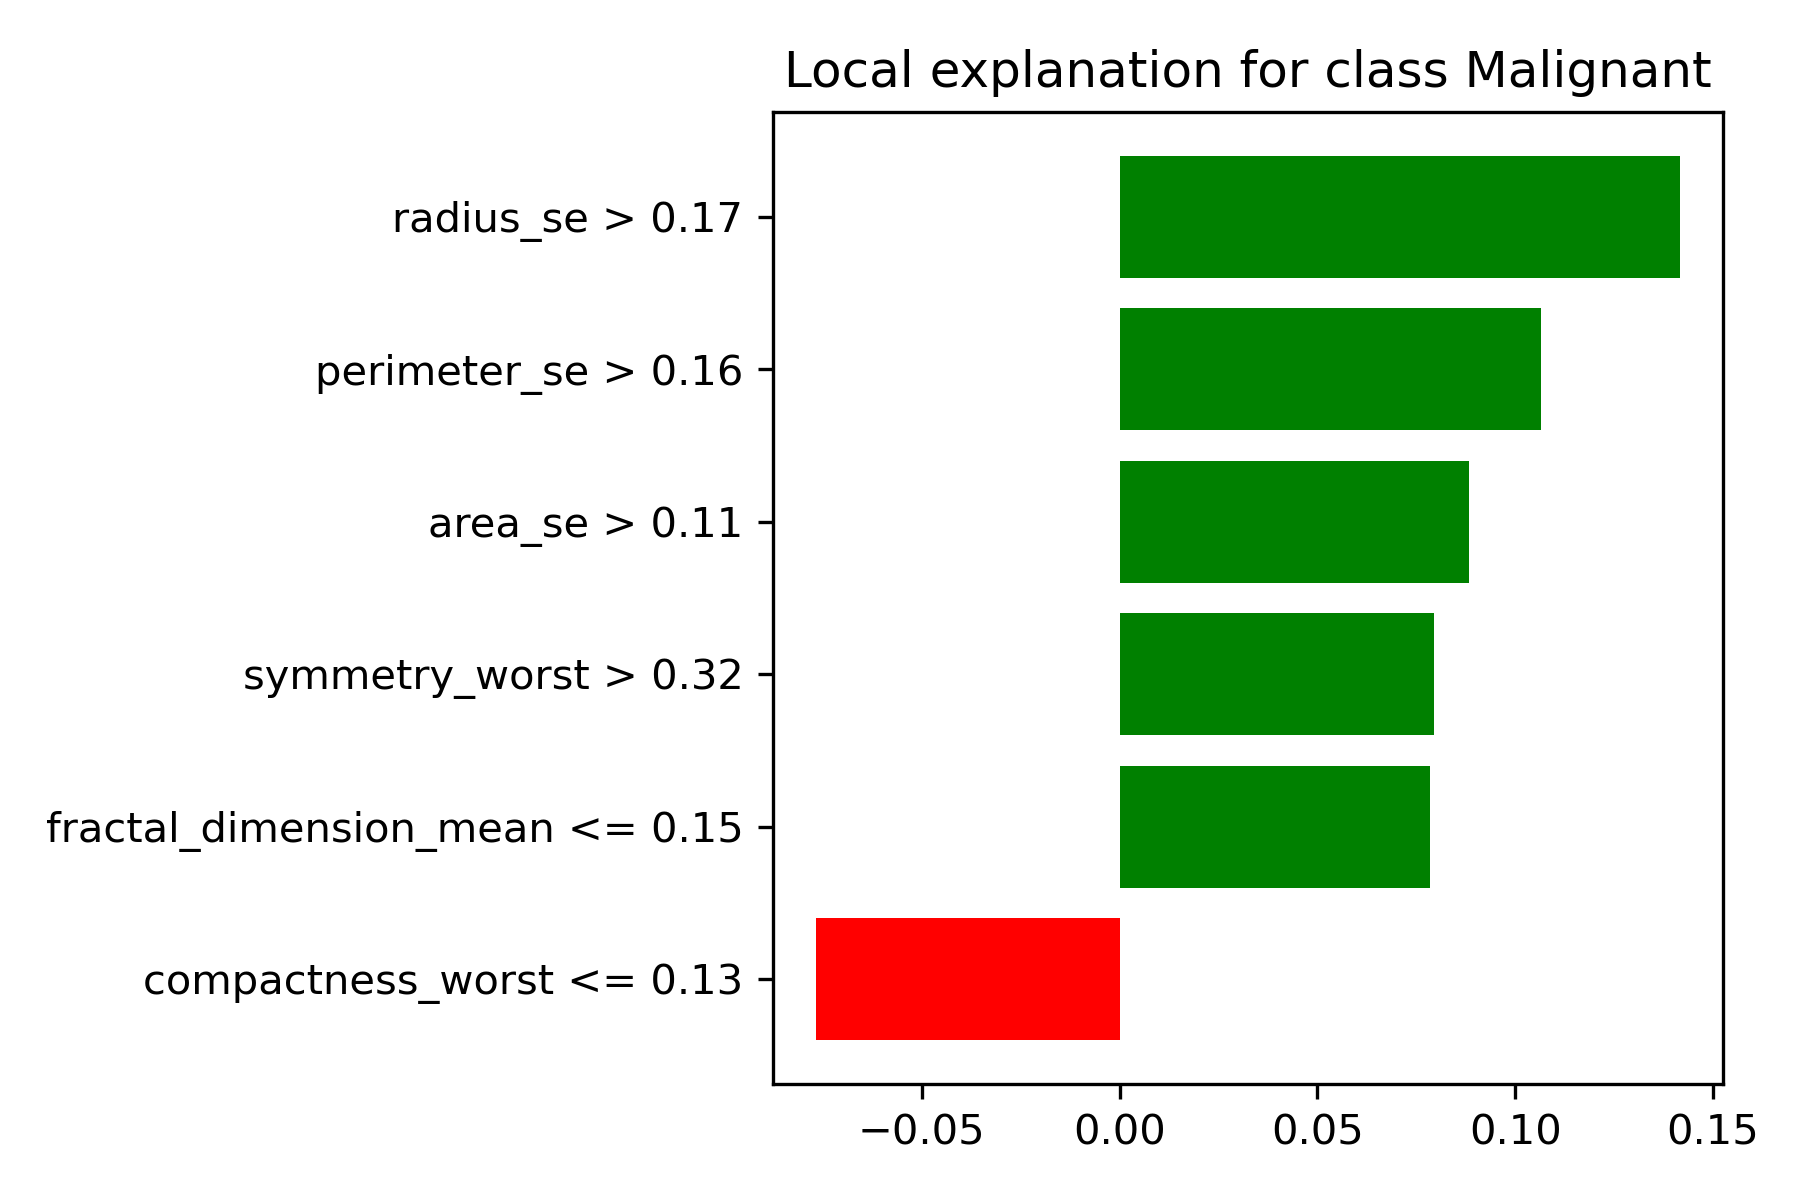 Local explanation for class Malignant
radius_se > 0.17
perimeter_se > 0.16
area_se > 0.11
symmetry_worst > 0.32
fractal_dimension_mean <= 0.15
compactness_worst <= 0.13
−0.05 0.00 0.05 0.10 0.15